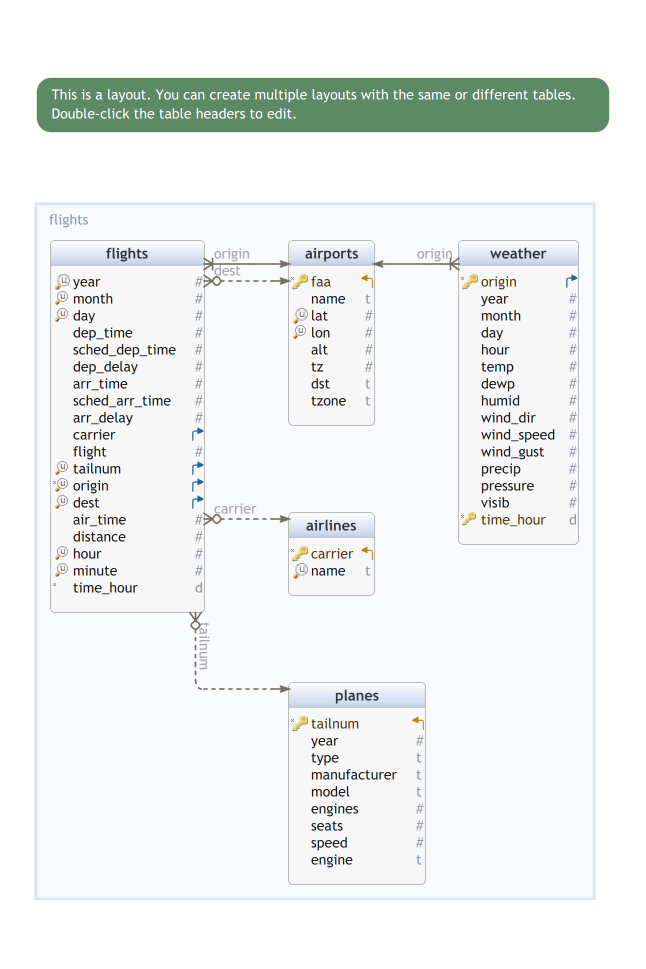 This is a layout. You can create multiple layouts with the same or different tables.
Double-click the table headers to edit.
flights
flights
year #
month #
day #
dep_time #
sched_dep_time #
dep_delay #
arr_time #
sched_arr_time #
arr_delay #
carrier
flight #
tailnum
origin
dest
air_time #
distance #
hour #
minute #
time_hour d
origin
dest
carrier
tailnum
airports
faa
name t
lat #
lon #
alt #
tz #
dst t
tzone t
origin
weather
origin
year #
month #
day #
hour #
temp #
dewp #
humid #
wind_dir #
wind_speed #
wind_gust #
precip #
pressure #
visib #
time_hour d
airlines
carrier
name t
planes
tailnum
year #
type t
manufacturer t
model t
engines #
seats #
speed #
engine t